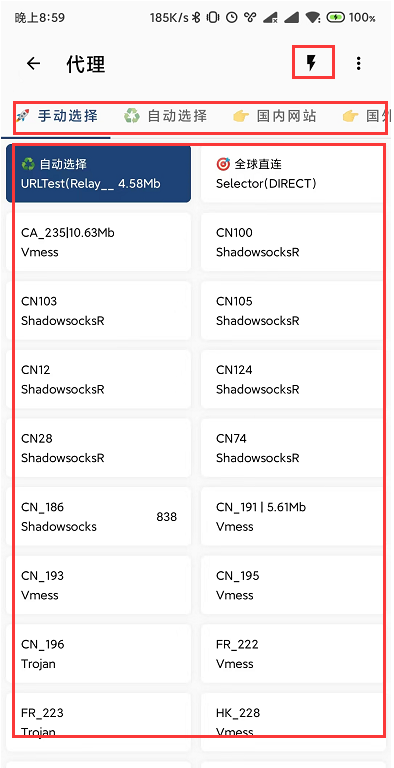 晚上8:59
185K/s
100%
代理
🚀 手动选择
♻️ 自动选择
👉 国内网站
👉 国外
♻️ 自动选择
URLTest(Relay__ 4.58Mb
🎯 全球直连
Selector(DIRECT)
CA_235|10.63Mb
Vmess
CN100
ShadowsocksR
CN103
ShadowsocksR
CN105
ShadowsocksR
CN12
ShadowsocksR
CN124
ShadowsocksR
CN28
ShadowsocksR
CN74
ShadowsocksR
CN_186
Shadowsocks
838
CN_191 | 5.61Mb
Vmess
CN_193
Vmess
CN_195
Vmess
CN_196
Trojan
FR_222
Vmess
FR_223
Trojan
HK_228
Vmess